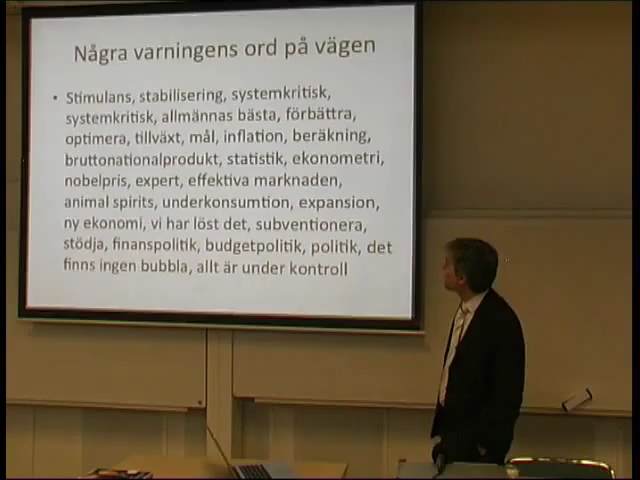 Några varningens ord på vägen
• Stimulans, stabilisering, systemkritisk,
systemkritisk, allmännas bästa, förbättra,
optimera, tillväxt, mål, inflation, beräkning,
bruttonationalprodukt, statistik, ekonometri,
nobelpris, expert, effektiva marknaden,
animal spirits, underkonsumtion, expansion,
ny ekonomi, vi har löst det, subventionera,
stödja, finanspolitik, budgetpolitik, politik, det
finns ingen bubbla, allt är under kontroll